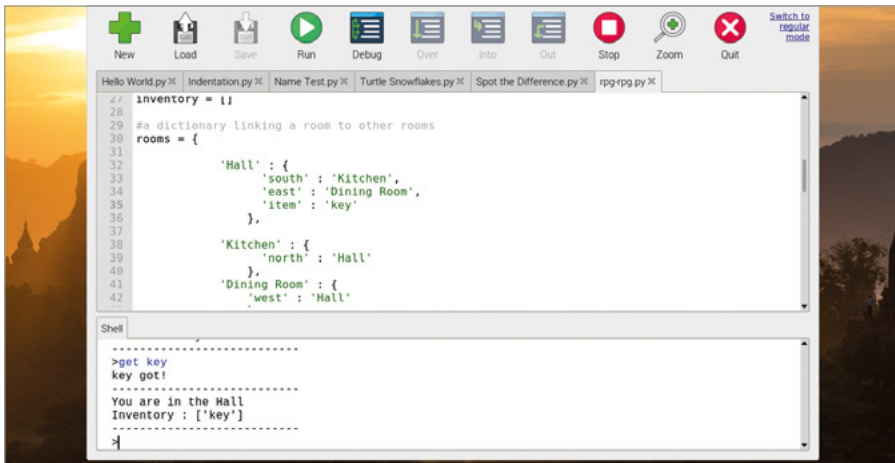 New Load Save Run Debug Over Into Out Stop Zoom Quit
Switch to
regular
mode
Hello World.py Indentation.py Name Test.py Turtle Snowflakes.py Spot the Difference.py rpg-rpg.py
27 inventory = []
28
29 #a dictionary linking a room to other rooms
30 rooms = {
31
32 'Hall' : {
33 'south' : 'Kitchen',
34 'east' : 'Dining Room',
35 'item' : 'key'
36 },
37
38 'Kitchen' : {
39 'north' : 'Hall'
40 },
41 'Dining Room' : {
42 'west' : 'Hall'
Shell
---------------------------
>get key
key got!
---------------------------
You are in the Hall
Inventory : ['key']
---------------------------
>